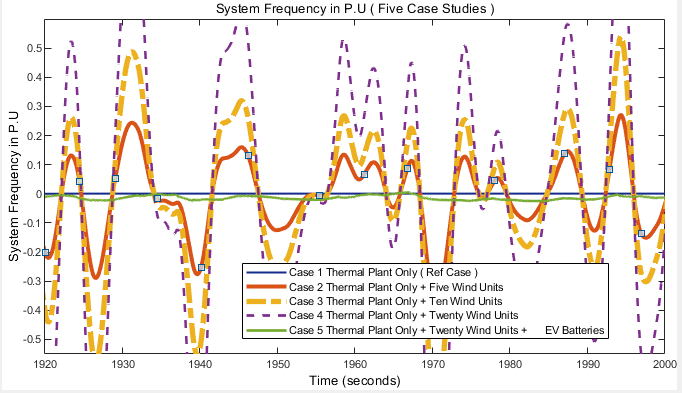 System Frequency in P.U ( Five Case Studies )
System Frequency in P.U
0.5
0.4
0.3
0.2
0.1
0
-0.1
-0.2
-0.3
-0.4
-0.5
Case 1 Thermal Plant Only ( Ref Case )
Case 2 Thermal Plant Only + Five Wind Units
Case 3 Thermal Plant Only + Ten Wind Units
Case 4 Thermal Plant Only + Twenty Wind Units
Case 5 Thermal Plant Only + Twenty Wind Units + EV Batteries
1920 1930 1940 1950 1960 1970 1980 1990 2000
Time (seconds)